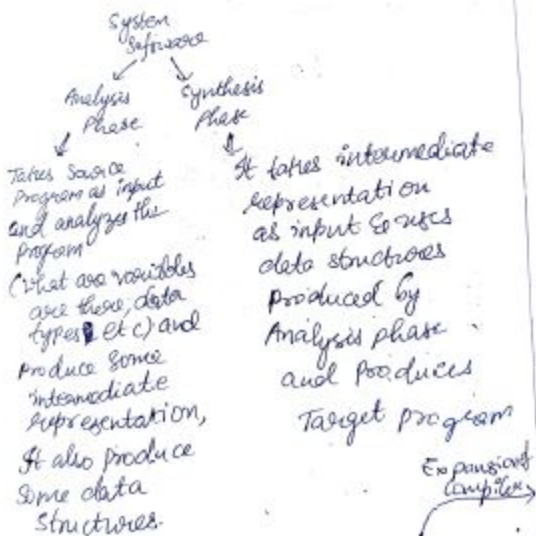 System
Software
Analysis
Phase
Synthesis
Phase
Takes Source
Program as input
and analyzes the
Program
(what are variables
are there, data
types etc) and
Produce Some
intermediate
representation,
It also produce
Some data
Structures.
It takes intermediate
representation
as input & uses
data structures
produced by
Analysis phase
and Produces
Target program
Expansion of
Compiler